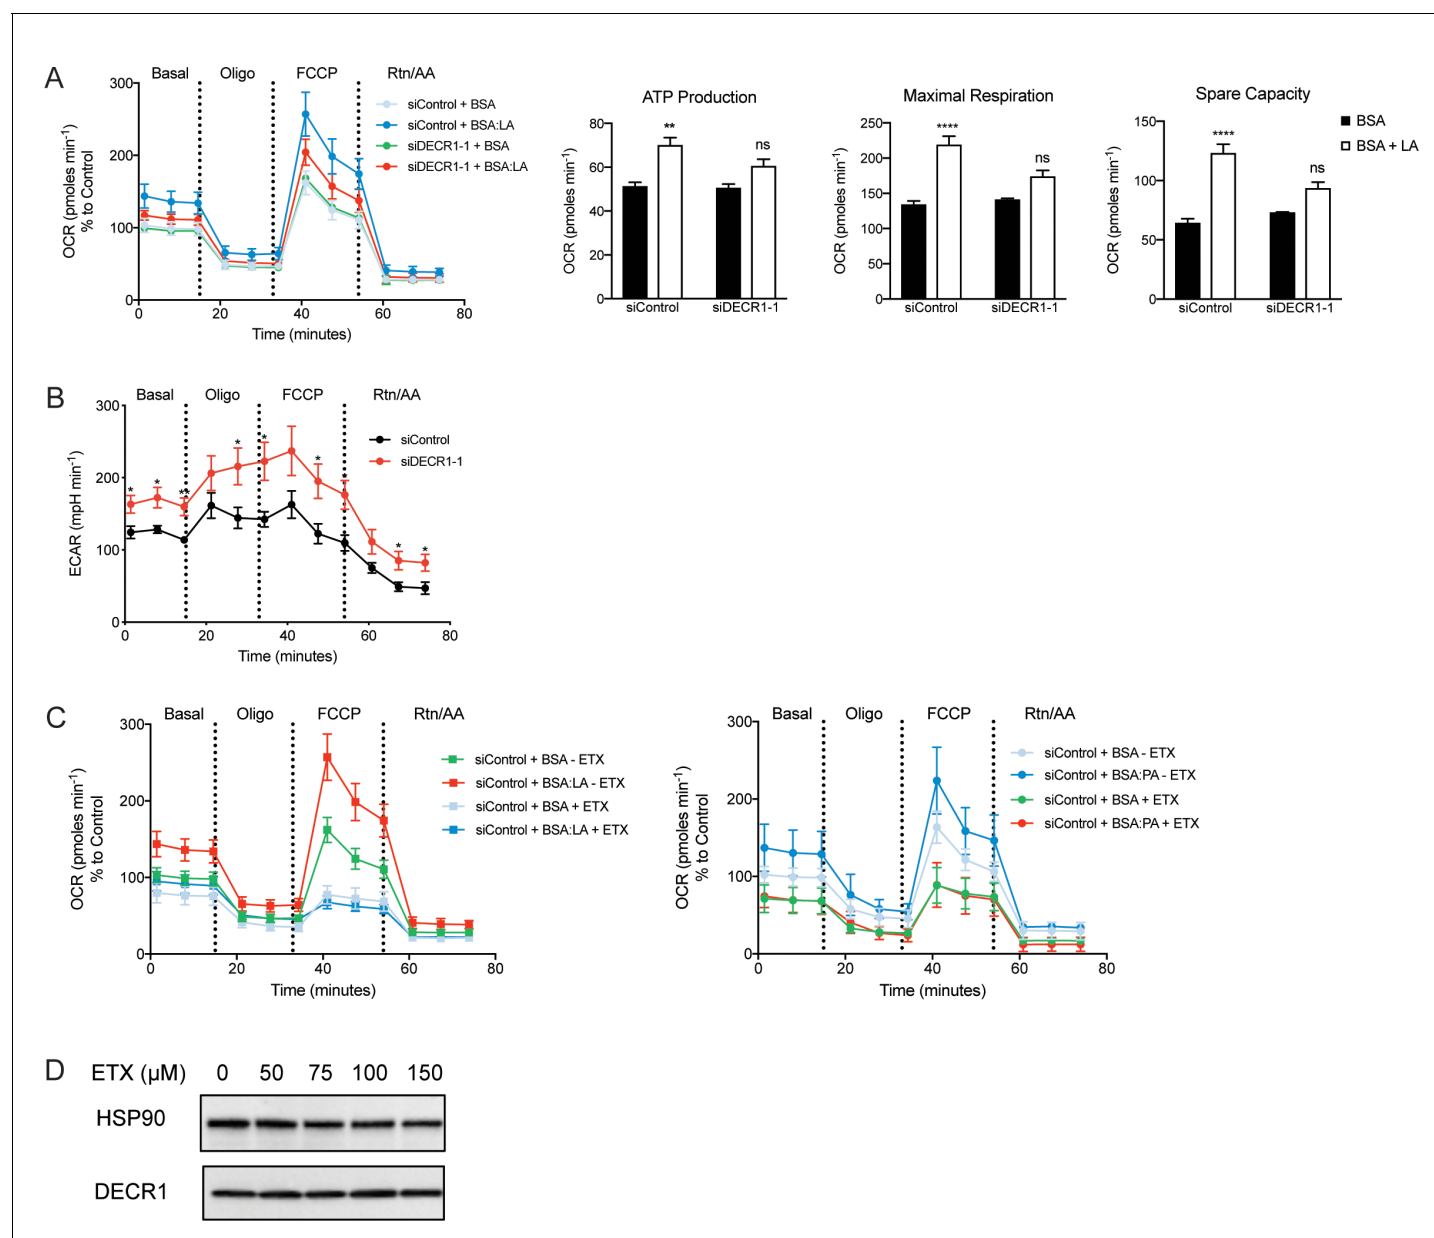 A
Basal Oligo FCCP Rtn/AA
OCR (pmoles min⁻¹)
% to Control
300
200
100
0
0 20 40 60 80
Time (minutes)
siControl + BSA
siControl + BSA:LA
siDECR1-1 + BSA
siDECR1-1 + BSA:LA
ATP Production
OCR (pmoles min⁻¹)
80
60
40
20
0
**
ns
siControl siDECR1-1
Maximal Respiration
OCR (pmoles min⁻¹)
250
200
150
100
50
0
****
ns
siControl siDECR1-1
Spare Capacity
OCR (pmoles min⁻¹)
150
100
50
0
****
ns
siControl siDECR1-1
BSA
BSA + LA
B
Basal Oligo FCCP Rtn/AA
ECAR (mpH min⁻¹)
300
200
100
0
* * ** * * * * * *
0 20 40 60 80
Time (minutes)
siControl
siDECR1-1
C
Basal Oligo FCCP Rtn/AA
OCR (pmoles min⁻¹)
% to Control
300
200
100
0
0 20 40 60 80
Time (minutes)
siControl + BSA - ETX
siControl + BSA:LA - ETX
siControl + BSA + ETX
siControl + BSA:LA + ETX
Basal Oligo FCCP Rtn/AA
OCR (pmoles min⁻¹)
% to Control
300
200
100
0
0 20 40 60 80
Time (minutes)
siControl + BSA - ETX
siControl + BSA:PA - ETX
siControl + BSA + ETX
siControl + BSA:PA + ETX
D
ETX (µM) 0 50 75 100 150
HSP90
DECR1